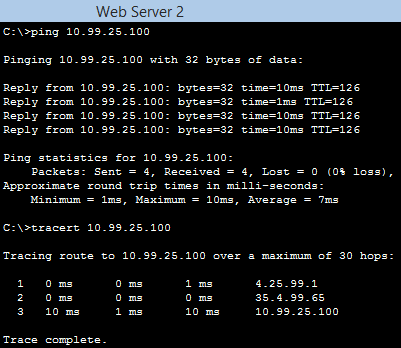 Web Server 2
C:\>ping 10.99.25.100
Pinging 10.99.25.100 with 32 bytes of data:
Reply from 10.99.25.100: bytes=32 time=10ms TTL=126
Reply from 10.99.25.100: bytes=32 time=1ms TTL=126
Reply from 10.99.25.100: bytes=32 time=10ms TTL=126
Reply from 10.99.25.100: bytes=32 time=10ms TTL=126
Ping statistics for 10.99.25.100:
Packets: Sent = 4, Received = 4, Lost = 0 (0% loss),
Approximate round trip times in milli-seconds:
Minimum = 1ms, Maximum = 10ms, Average = 7ms
C:\>tracert 10.99.25.100
Tracing route to 10.99.25.100 over a maximum of 30 hops:
1 0 ms 0 ms 1 ms 4.25.99.1
2 0 ms 0 ms 0 ms 35.4.99.65
3 10 ms 1 ms 10 ms 10.99.25.100
Trace complete.